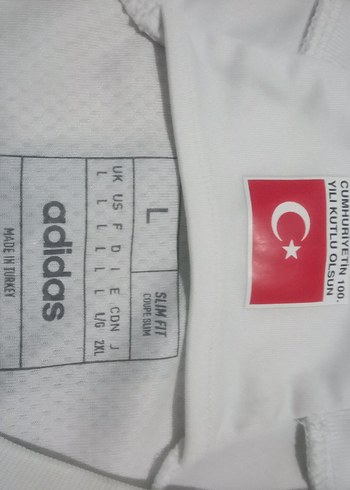 L
SLIM FIT
COUPE SLIM
UK US F D I E CDN J
L L L L L L L/G 2XL
adidas
MADE IN TURKEY
CUMHURİYETİN 100.
YILI KUTLU OLSUN